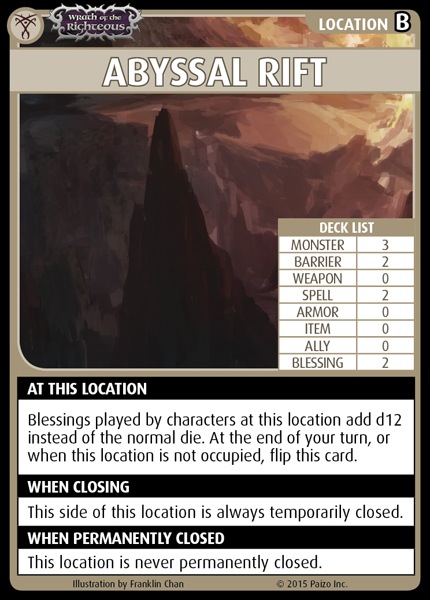 Wrath of the
Righteous
LOCATION B
ABYSSAL RIFT
DECK LIST
MONSTER 3
BARRIER 2
WEAPON 0
SPELL 2
ARMOR 0
ITEM 0
ALLY 0
BLESSING 2
AT THIS LOCATION
Blessings played by characters at this location add d12
instead of the normal die. At the end of your turn, or
when this location is not occupied, flip this card.
WHEN CLOSING
This side of this location is always temporarily closed.
WHEN PERMANENTLY CLOSED
This location is never permanently closed.
Illustration by Franklin Chan © 2015 Paizo Inc.